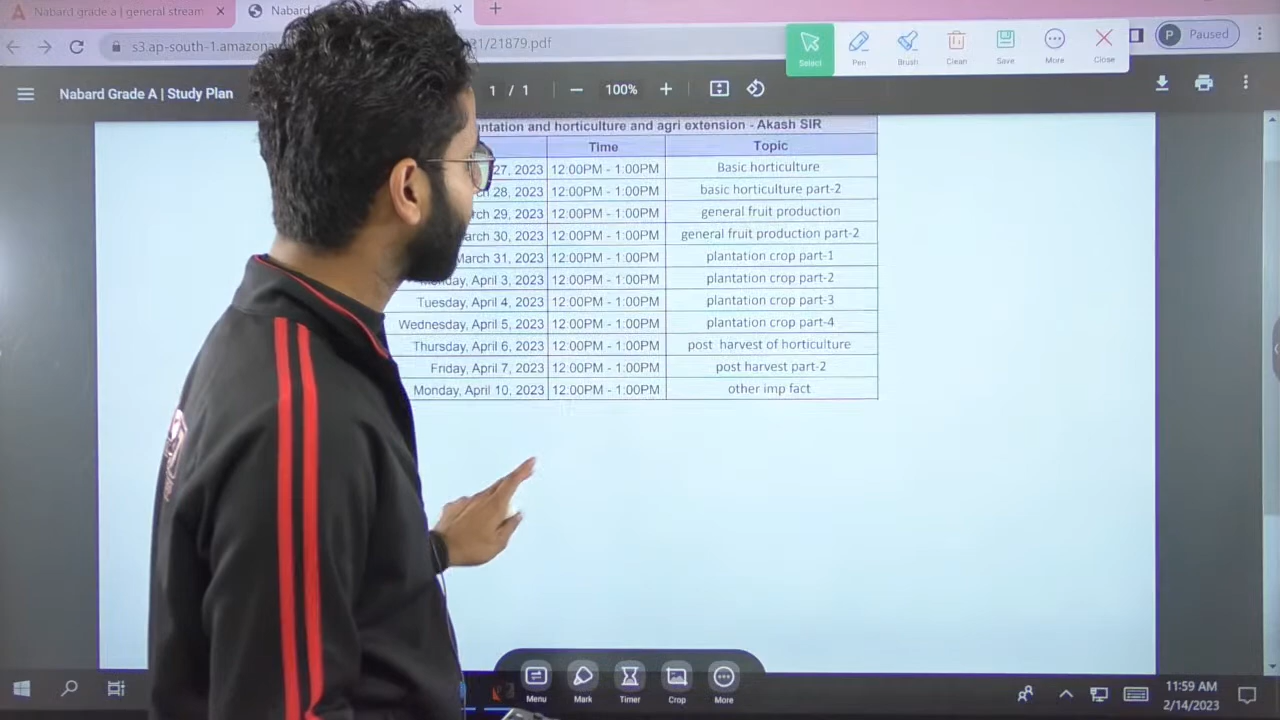 Nabard grade a | general stream
Nabard
s3.ap-south-1.amazona
21/21879.pdf
Paused
P
Select
Pen
Brush
Clean
Save
More
Close
Nabard Grade A | Study Plan
1 / 1
100%
ntation and horticulture and agri extension - Akash SIR
Time Topic
27, 2023 12:00PM - 1:00PM Basic horticulture
28, 2023 12:00PM - 1:00PM basic horticulture part-2
rch 29, 2023 12:00PM - 1:00PM general fruit production
arch 30, 2023 12:00PM - 1:00PM general fruit production part-2
March 31, 2023 12:00PM - 1:00PM plantation crop part-1
Monday, April 3, 2023 12:00PM - 1:00PM plantation crop part-2
Tuesday, April 4, 2023 12:00PM - 1:00PM plantation crop part-3
Wednesday, April 5, 2023 12:00PM - 1:00PM plantation crop part-4
Thursday, April 6, 2023 12:00PM - 1:00PM post harvest of horticulture
Friday, April 7, 2023 12:00PM - 1:00PM post harvest part-2
Monday, April 10, 2023 12:00PM - 1:00PM other imp fact
Menu
Mark
Timer
Crop
More
11:59 AM
2/14/2023